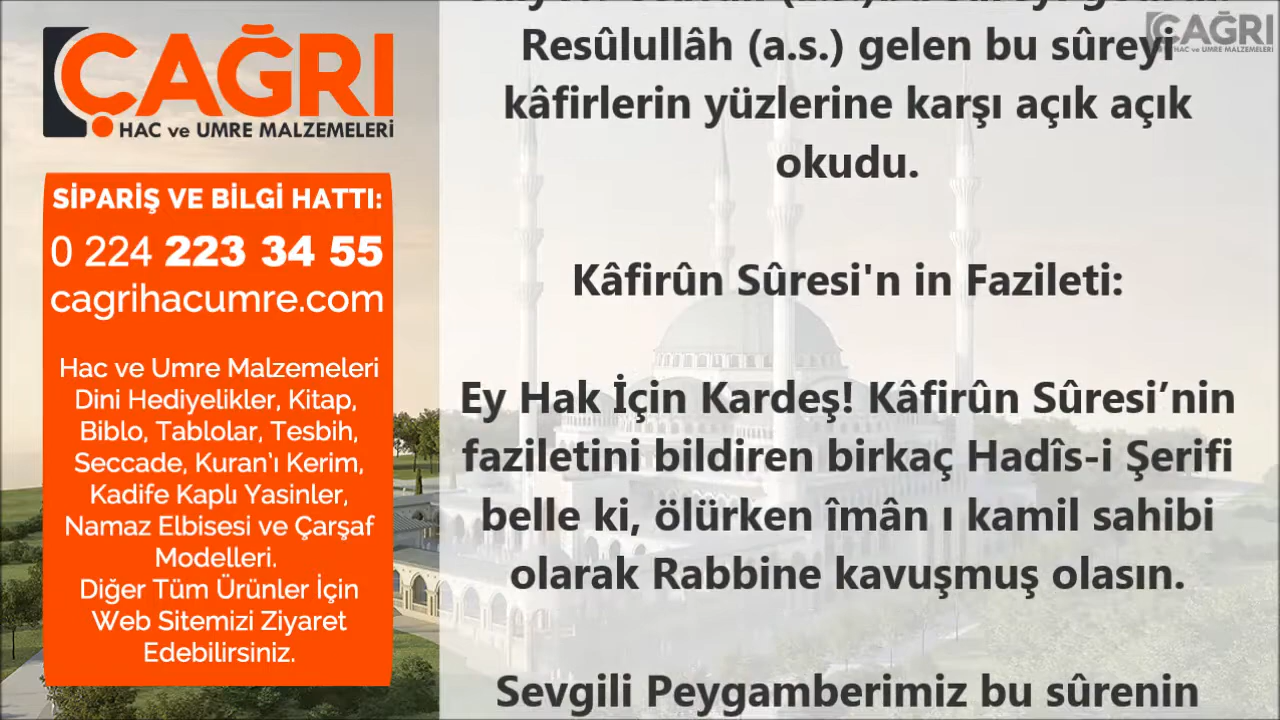 ÇAĞRI
HAC ve UMRE MALZEMELERİ
SİPARİŞ VE BİLGİ HATTI:
0 224 223 34 55
cagrihacumre.com
Hac ve Umre Malzemeleri
Dini Hediyelikler, Kitap,
Biblo, Tablolar, Tesbih,
Seccade, Kuran'ı Kerim,
Kadife Kaplı Yasinler,
Namaz Elbisesi ve Çarşaf
Modelleri.
Diğer Tüm Ürünler İçin
Web Sitemizi Ziyaret
Edebilirsiniz.
Resûlullâh (a.s.) gelen bu sûreyi
kâfirlerin yüzlerine karşı açık açık
okudu.
Kâfirûn Sûresi'n in Fazileti:
Ey Hak İçin Kardeş! Kâfirûn Sûresi’nin
faziletini bildiren birkaç Hadîs-i Şerifi
belle ki, ölürken îmân ı kamil sahibi
olarak Rabbine kavuşmuş olasın.
Sevgili Peygamberimiz bu sûrenin
ÇAĞRI
HAC ve UMRE MALZEMELERİ